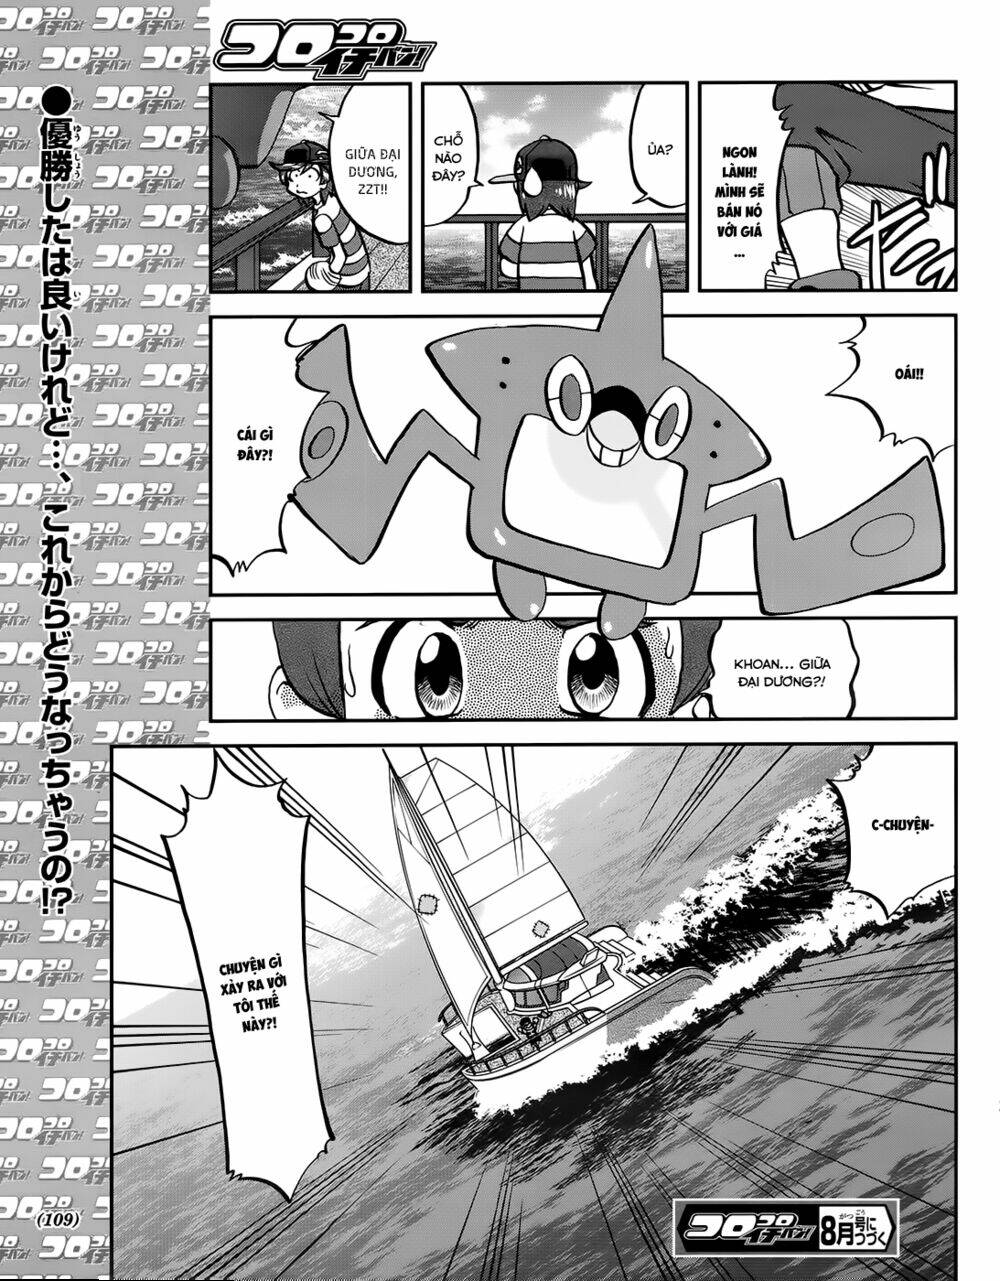 コロコロ
イチバン!
NGON
LÀNH!
MÌNH SẼ
BÁN NÓ
VỚI GIÁ
...
ỦA?
CHỖ
NÀO
ĐÂY?
GIỮA ĐẠI
DƯƠNG,
ZZT!!
OÁI!!
CÁI GÌ
ĐÂY?!
KHOAN... GIỮA
ĐẠI DƯƠNG?!
C-CHUYỆN-
CHUYỆN GÌ
XẢY RA VỚI
TÔI THẾ
NÀY?!
●優勝したは良いけれど…、これからどうなっちゃうの!?
(109)
コロコロ
イチバン!
8月号に
つづく